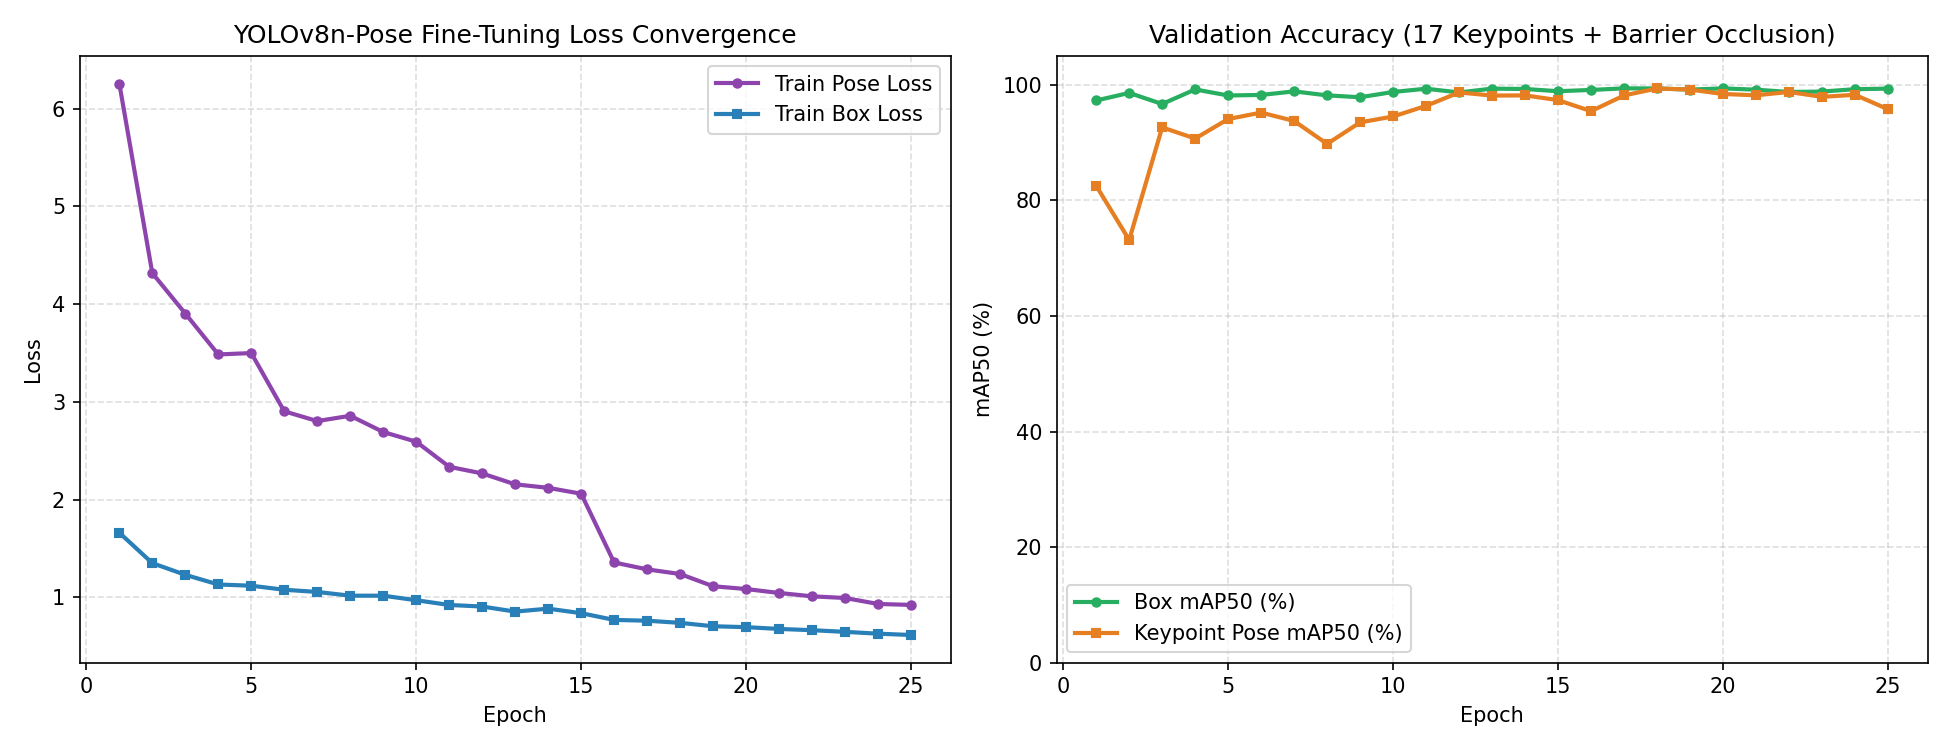 YOLOv8n-Pose Fine-Tuning Loss Convergence
Train Pose Loss
Train Box Loss
Loss
6
5
4
3
2
1
0 5 10 15 20 25
Epoch
Validation Accuracy (17 Keypoints + Barrier Occlusion)
mAP50 (%)
100
80
60
40
20
0
Box mAP50 (%)
Keypoint Pose mAP50 (%)
0 5 10 15 20 25
Epoch